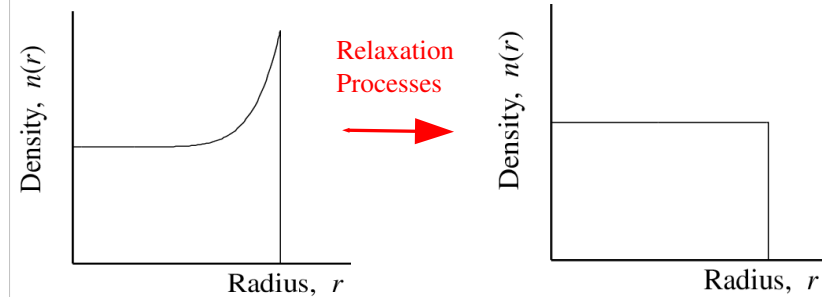 Density, n(r)
Radius, r
Relaxation
Processes
Density, n(r)
Radius, r